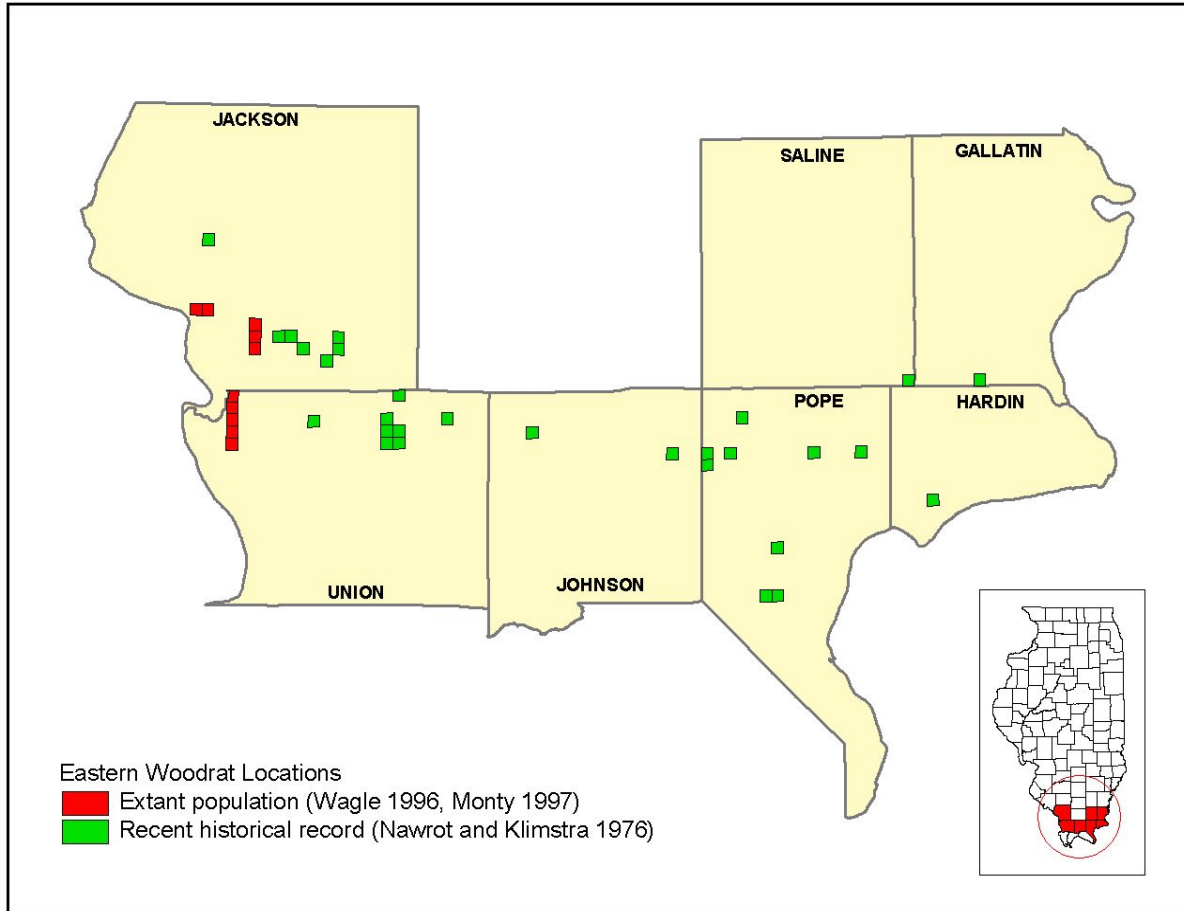 JACKSON
SALINE
GALLATIN
POPE
HARDIN
UNION
JOHNSON
Eastern Woodrat Locations
Extant population (Wagle 1996, Monty 1997)
Recent historical record (Nawrot and Klimstra 1976)